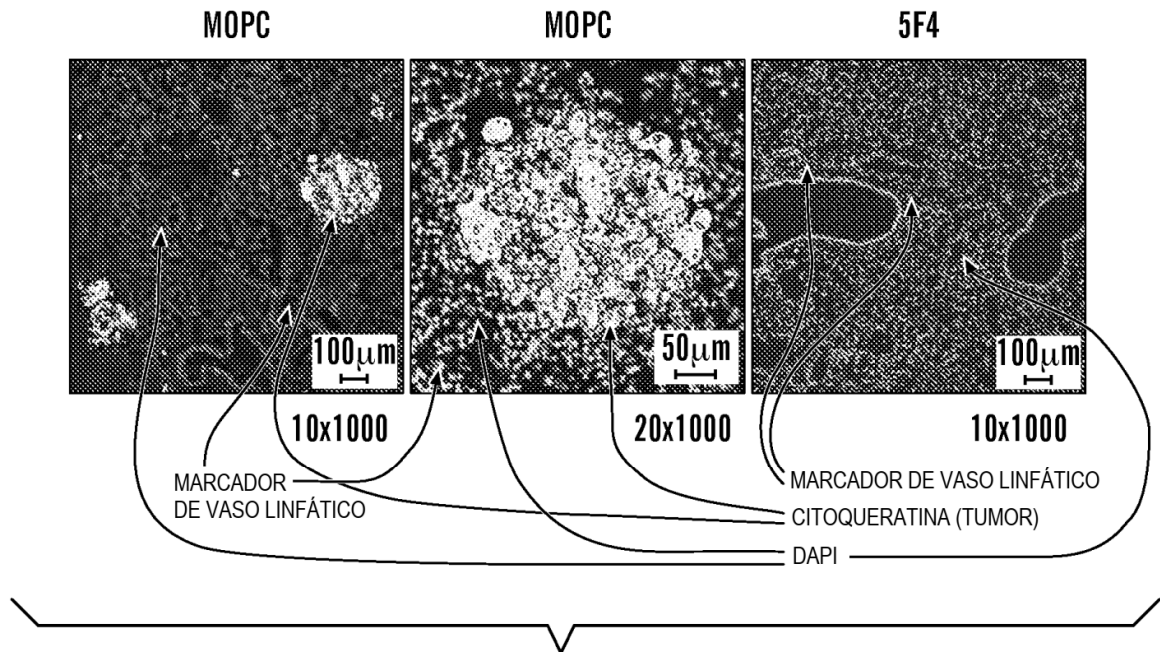 MOPC
MOPC
5F4
100μm
50μm
100μm
10x1000
20x1000
10x1000
MARCADOR
DE VASO LINFÁTICO
MARCADOR DE VASO LINFÁTICO
CITOQUERATINA (TUMOR)
DAPI